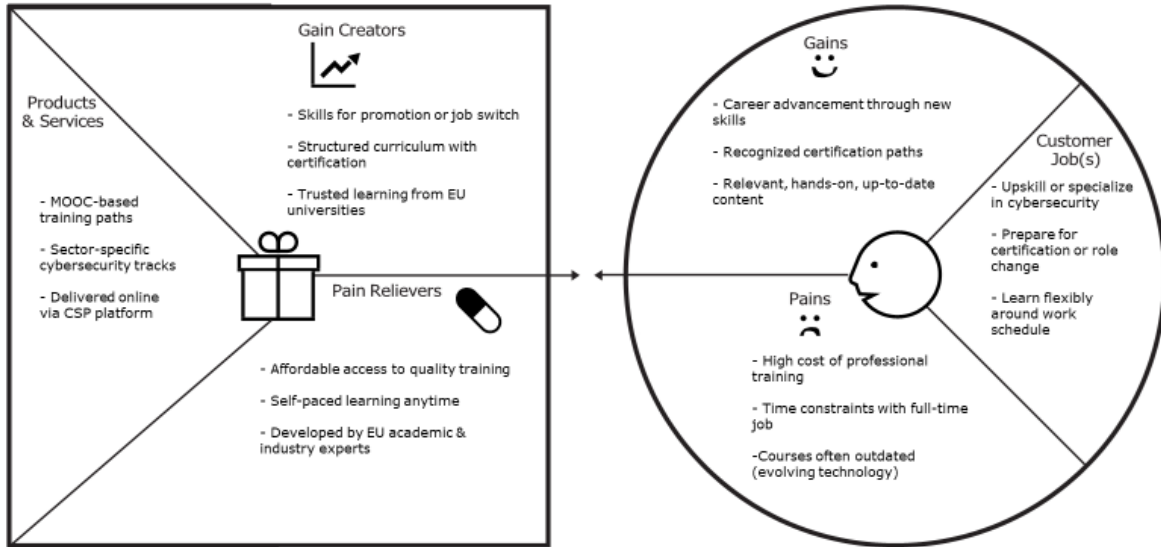 Gain Creators
- Skills for promotion or job switch
- Structured curriculum with
certification
- Trusted learning from EU
universities
Products
& Services
- MOOC-based
training paths
- Sector-specific
cybersecurity tracks
- Delivered online
via CSP platform
Pain Relievers
- Affordable access to quality training
- Self-paced learning anytime
- Developed by EU academic &
industry experts
Gains
- Career advancement through new
skills
- Recognized certification paths
- Relevant, hands-on, up-to-date
content
Customer
Job(s)
- Upskill or specialize
in cybersecurity
- Prepare for
certification or role
change
- Learn flexibly
around work
schedule
Pains
- High cost of professional
training
- Time constraints with full-time
job
-Courses often outdated
(evolving technology)